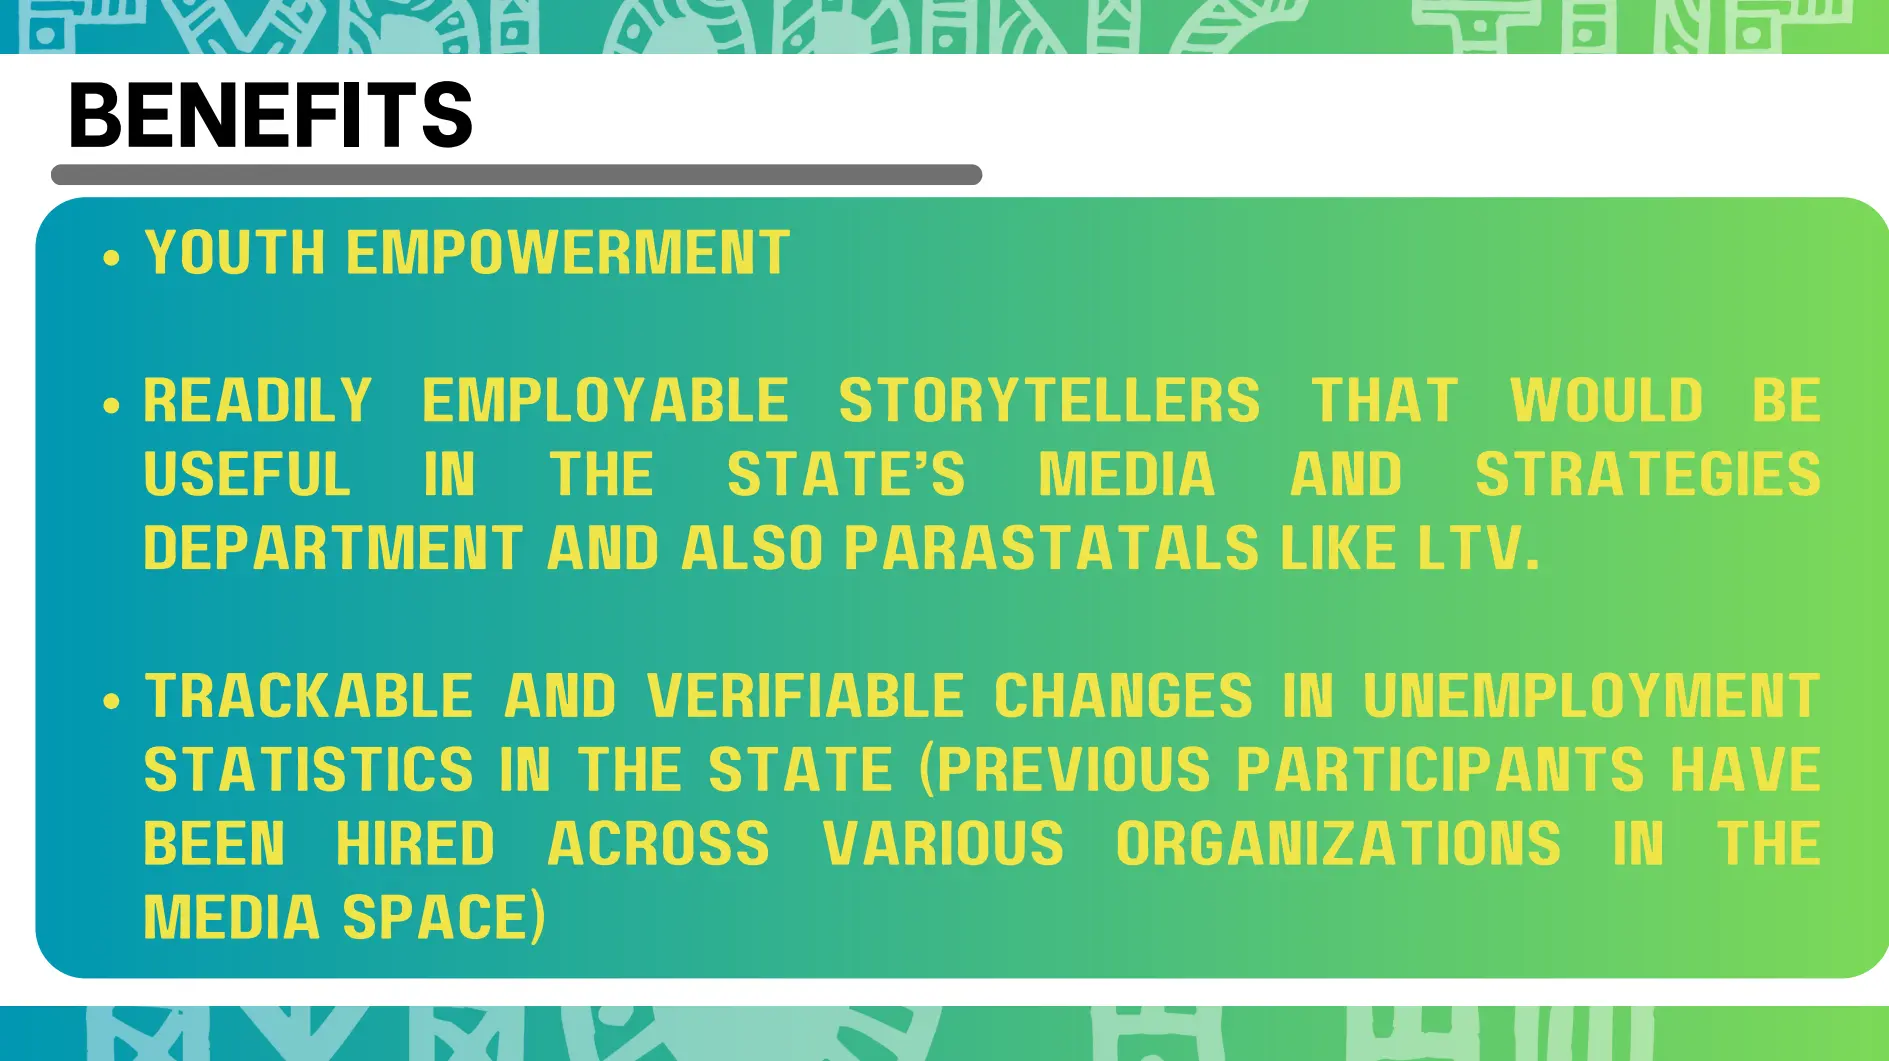 BENEFITS
• YOUTH EMPOWERMENT
• READILY EMPLOYABLE STORYTELLERS THAT WOULD BE
USEFUL IN THE STATE’S MEDIA AND STRATEGIES
DEPARTMENT AND ALSO PARASTATALS LIKE LTV.
• TRACKABLE AND VERIFIABLE CHANGES IN UNEMPLOYMENT
STATISTICS IN THE STATE (PREVIOUS PARTICIPANTS HAVE
BEEN HIRED ACROSS VARIOUS ORGANIZATIONS IN THE
MEDIA SPACE)